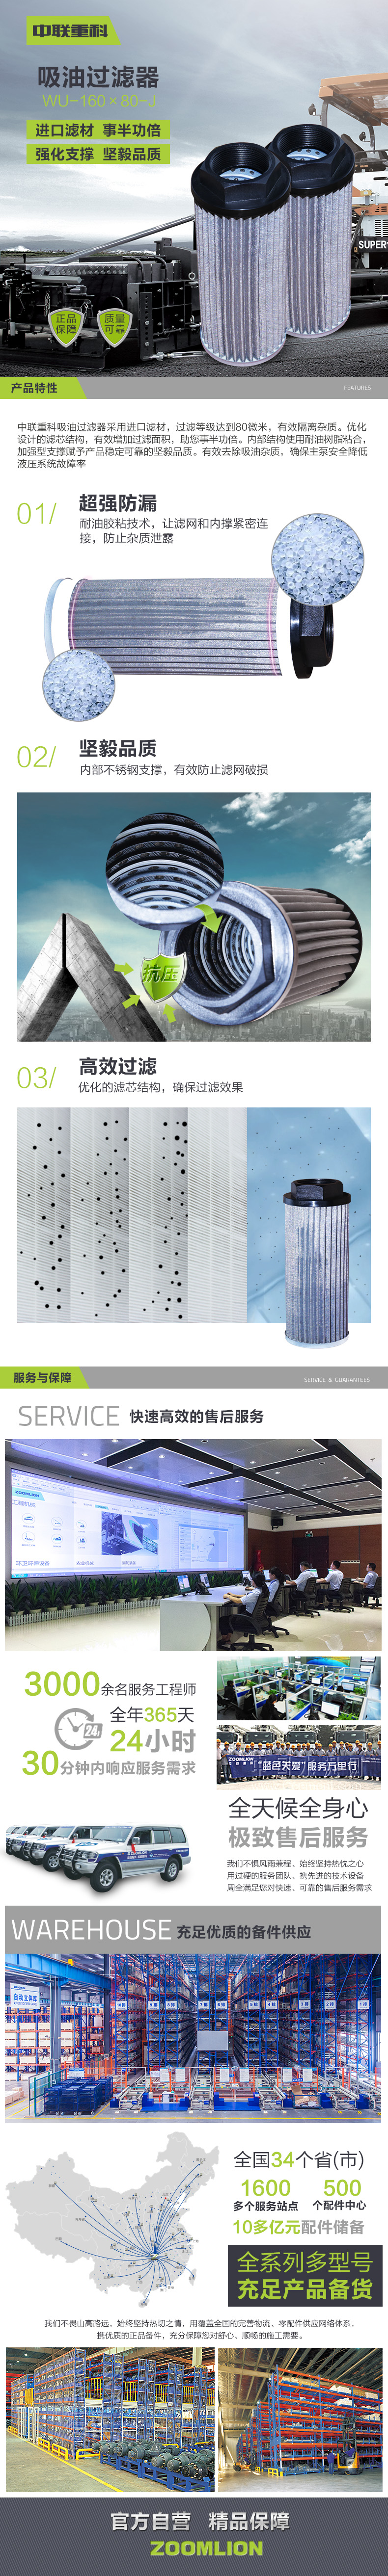 中联重科
吸油过滤器
WU-160×80-J
进口滤材 事半功倍
强化支撑 坚毅品质
SUPER
正品
保障
质量
可靠
产品特性
FEATURES
中联重科吸油过滤器采用进口滤材，过滤等级达到80微米，有效隔离杂质。优化
设计的滤芯结构，有效增加过滤面积，助您事半功倍。内部结构使用耐油树脂粘合，
加强型支撑赋予产品稳定可靠的坚毅品质。有效去除吸油杂质，确保主泵安全降低
液压系统故障率
01/
超强防漏
耐油胶粘技术，让滤网和内撑紧密连
接，防止杂质泄露
02/
坚毅品质
内部不锈钢支撑，有效防止滤网破损
抗压
03/
高效过滤
优化的滤芯结构，确保过滤效果
服务与保障
SERVICE & GUARANTEES
SERVICE 快速高效的售后服务
ZOOMLION
工程机械
3000余名服务工程师
全年365天
24
24小时
30分钟内响应服务需求
ZOOMLION
"蓝色关爱"服务万里行
全天候全身心
极致售后服务
我们不惧风雨兼程、始终坚持热忱之心
用过硬的服务团队、携先进的技术设备
周全满足您对快速、可靠的售后服务需求
WAREHOUSE 充足优质的备件供应
自动立体库
全国34个省(市)
1600
多个服务站点
500
个配件中心
10多亿元配件储备
全系列多型号
充足产品备货
我们不畏山高路远，始终坚持热切之情，用覆盖全国的完善物流、零配件供应网络体系，
携优质的正品备件，充分保障您对舒心、顺畅的施工需要。
官方自营 精品保障
ZOOMLION